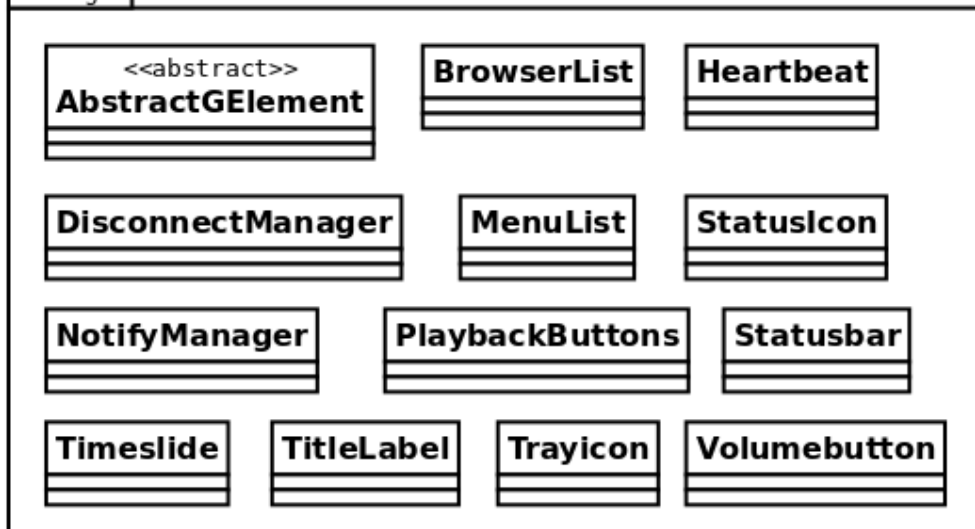 <<abstract>>
AbstractGElement
BrowserList
Heartbeat
DisconnectManager
MenuList
StatusIcon
NotifyManager
PlaybackButtons
Statusbar
Timeslide
TitleLabel
Trayicon
Volumebutton